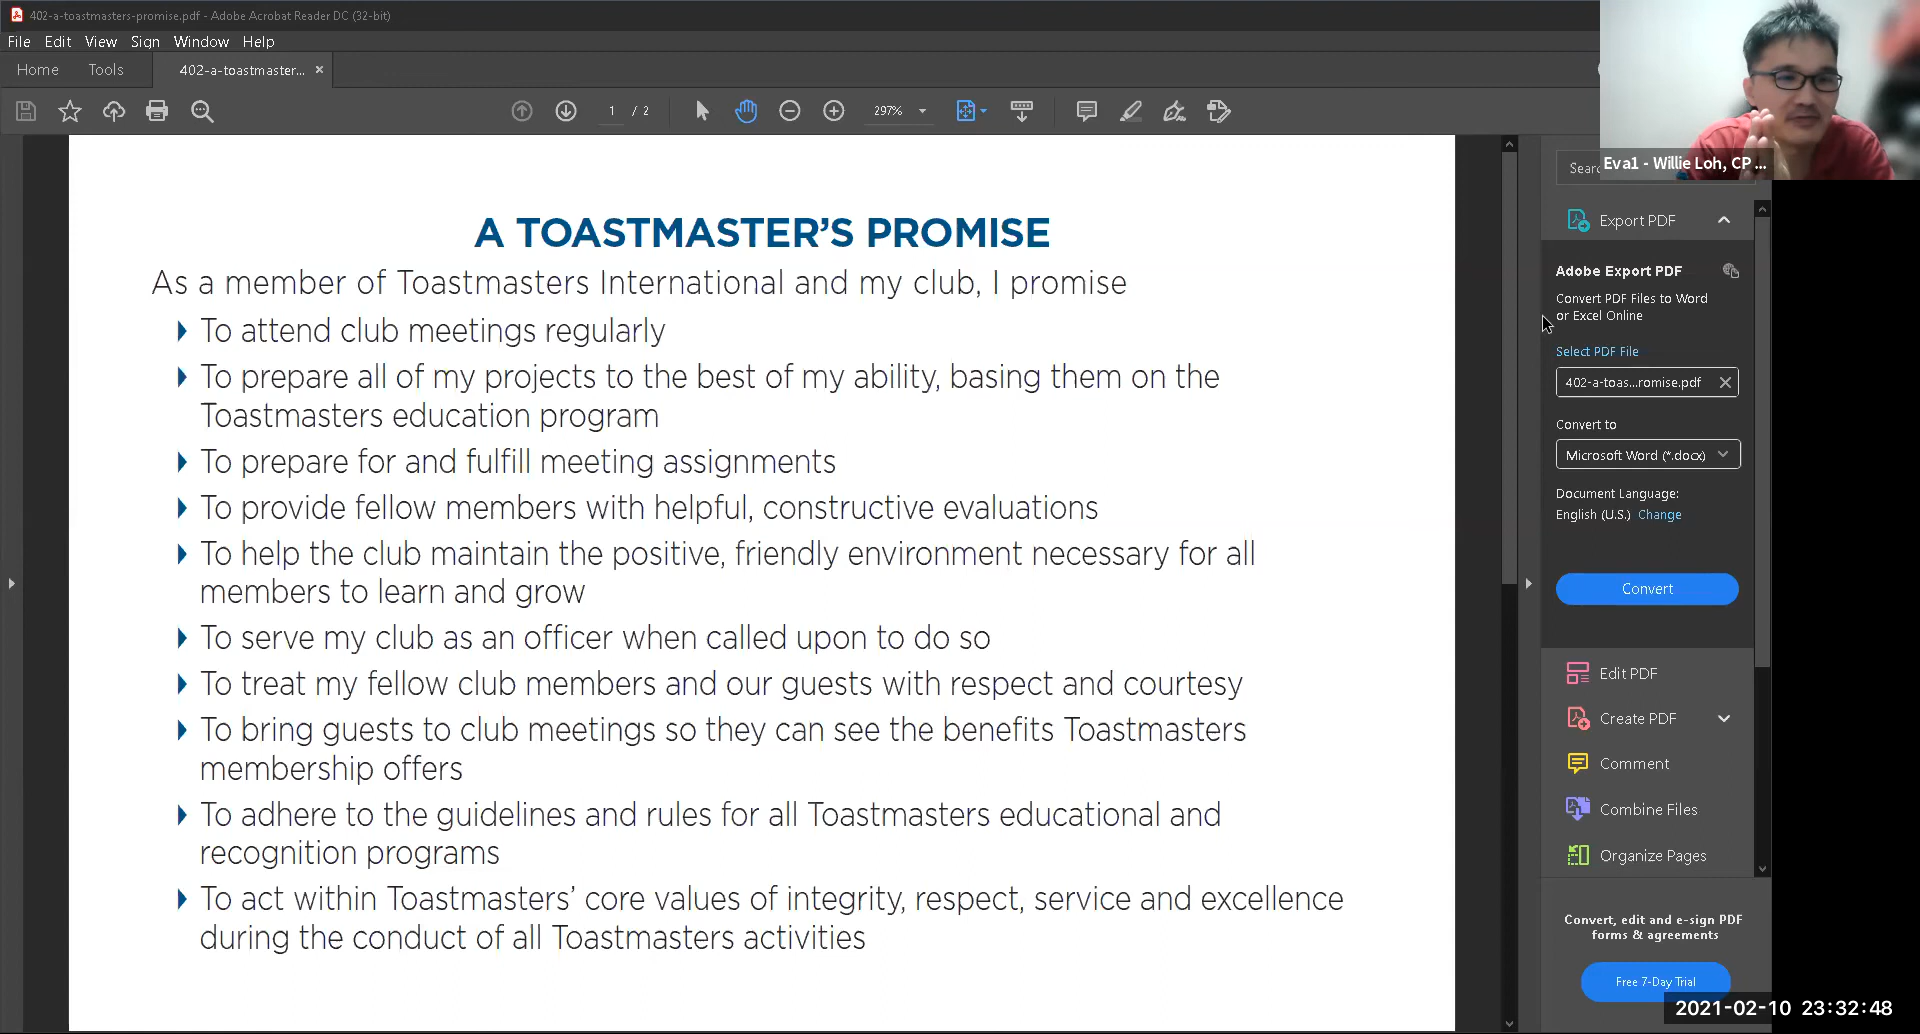 402-a-toastmasters-promise.pdf - Adobe Acrobat Reader DC (32-bit)
File Edit View Sign Window Help
Home Tools 402-a-toastmaster... ×
1 / 2 297%
Eva1 - Willie Loh, CP ...
Sear
A TOASTMASTER’S PROMISE
As a member of Toastmasters International and my club, I promise
To attend club meetings regularly
To prepare all of my projects to the best of my ability, basing them on the
Toastmasters education program
To prepare for and fulfill meeting assignments
To provide fellow members with helpful, constructive evaluations
To help the club maintain the positive, friendly environment necessary for all
members to learn and grow
To serve my club as an officer when called upon to do so
To treat my fellow club members and our guests with respect and courtesy
To bring guests to club meetings so they can see the benefits Toastmasters
membership offers
To adhere to the guidelines and rules for all Toastmasters educational and
recognition programs
To act within Toastmasters’ core values of integrity, respect, service and excellence
during the conduct of all Toastmasters activities
Export PDF
Adobe Export PDF
Convert PDF Files to Word
or Excel Online
Select PDF File
402-a-toas...romise.pdf
Convert to
Microsoft Word (*.docx)
Document Language:
English (U.S.) Change
Convert
Edit PDF
Create PDF
Comment
Combine Files
Organize Pages
Convert, edit and e-sign PDF
forms & agreements
Free 7-Day Trial
2021-02-10 23:32:48